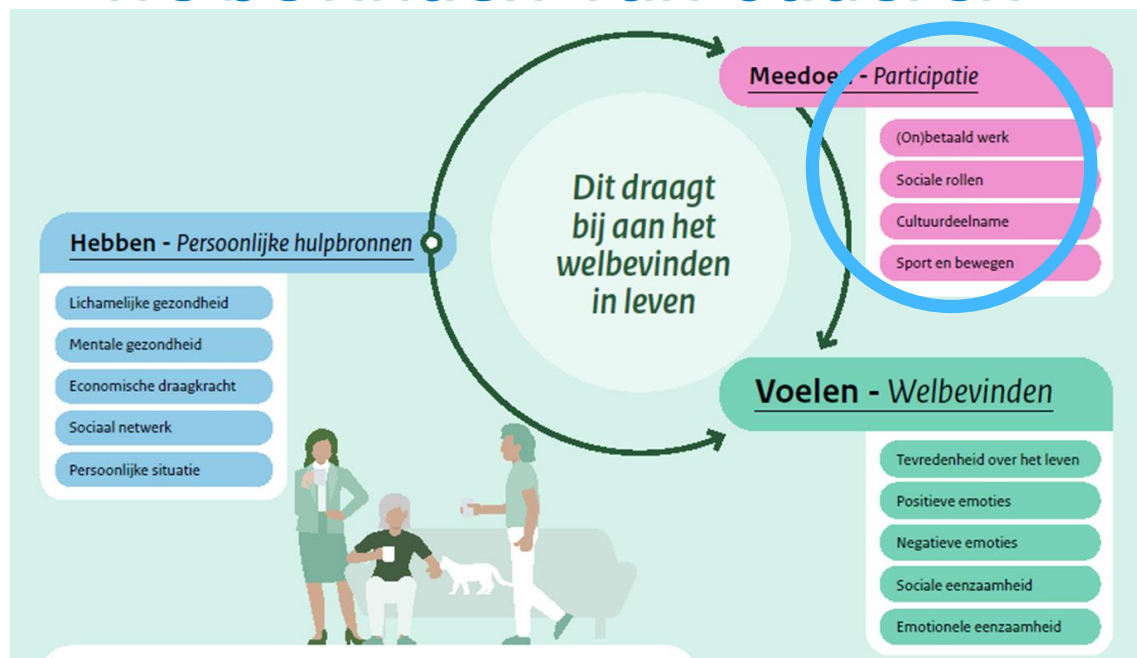 Meedoen - Participatie
(On)betaald werk
Sociale rollen
Cultuurdeelname
Sport en bewegen
Dit draagt
bij aan het
welbevinden
in leven
Hebben - Persoonlijke hulpbronnen
Lichamelijke gezondheid
Mentale gezondheid
Economische draagkracht
Sociaal netwerk
Persoonlijke situatie
Voelen - Welbevinden
Tevredenheid over het leven
Positieve emoties
Negatieve emoties
Sociale eenzaamheid
Emotionele eenzaamheid